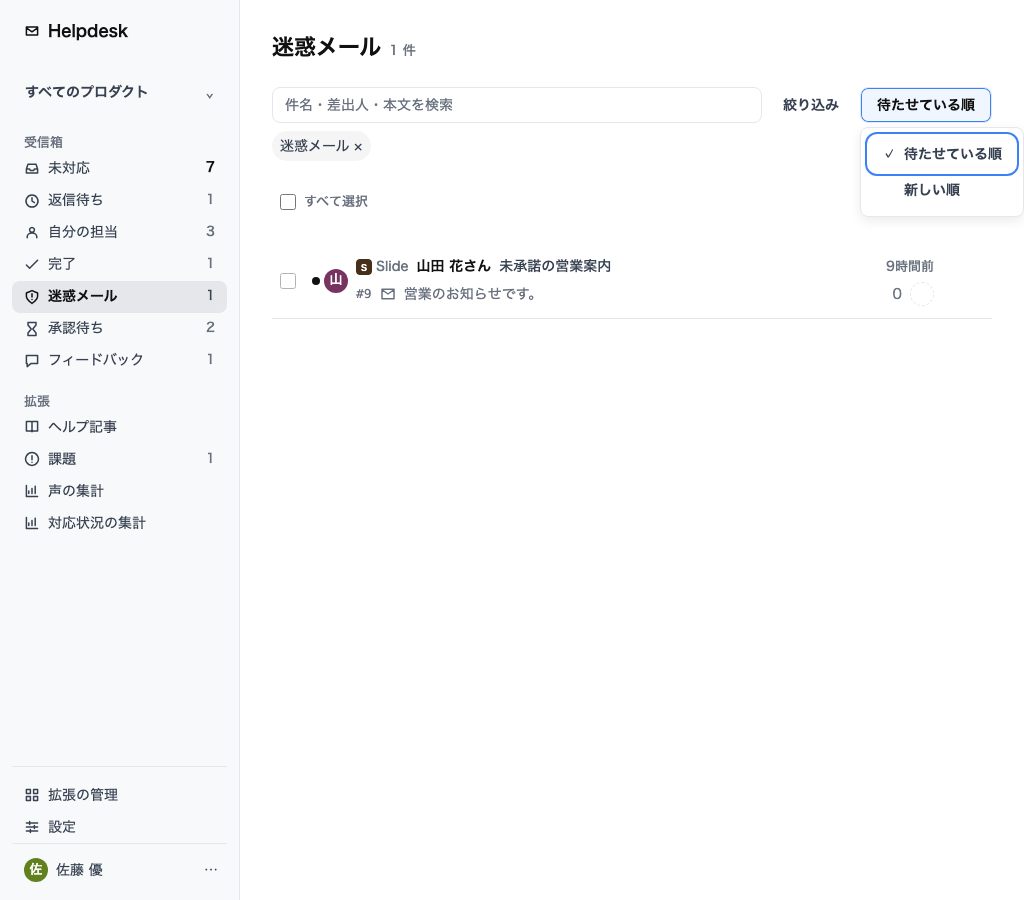 Helpdesk
すべてのプロダクト
受信箱
未対応 7
返信待ち 1
自分の担当 3
完了 1
迷惑メール 1
承認待ち 2
フィードバック 1
拡張
ヘルプ記事
課題 1
声の集計
対応状況の集計
拡張の管理
設定
佐 佐藤 優 …
迷惑メール 1 件
件名・差出人・本文を検索 絞り込み 待たせている順
迷惑メール ×
✓ 待たせている順
新しい順
すべて選択
山 S Slide 山田 花さん 未承諾の営業案内 9時間前
#9 営業のお知らせです。 0